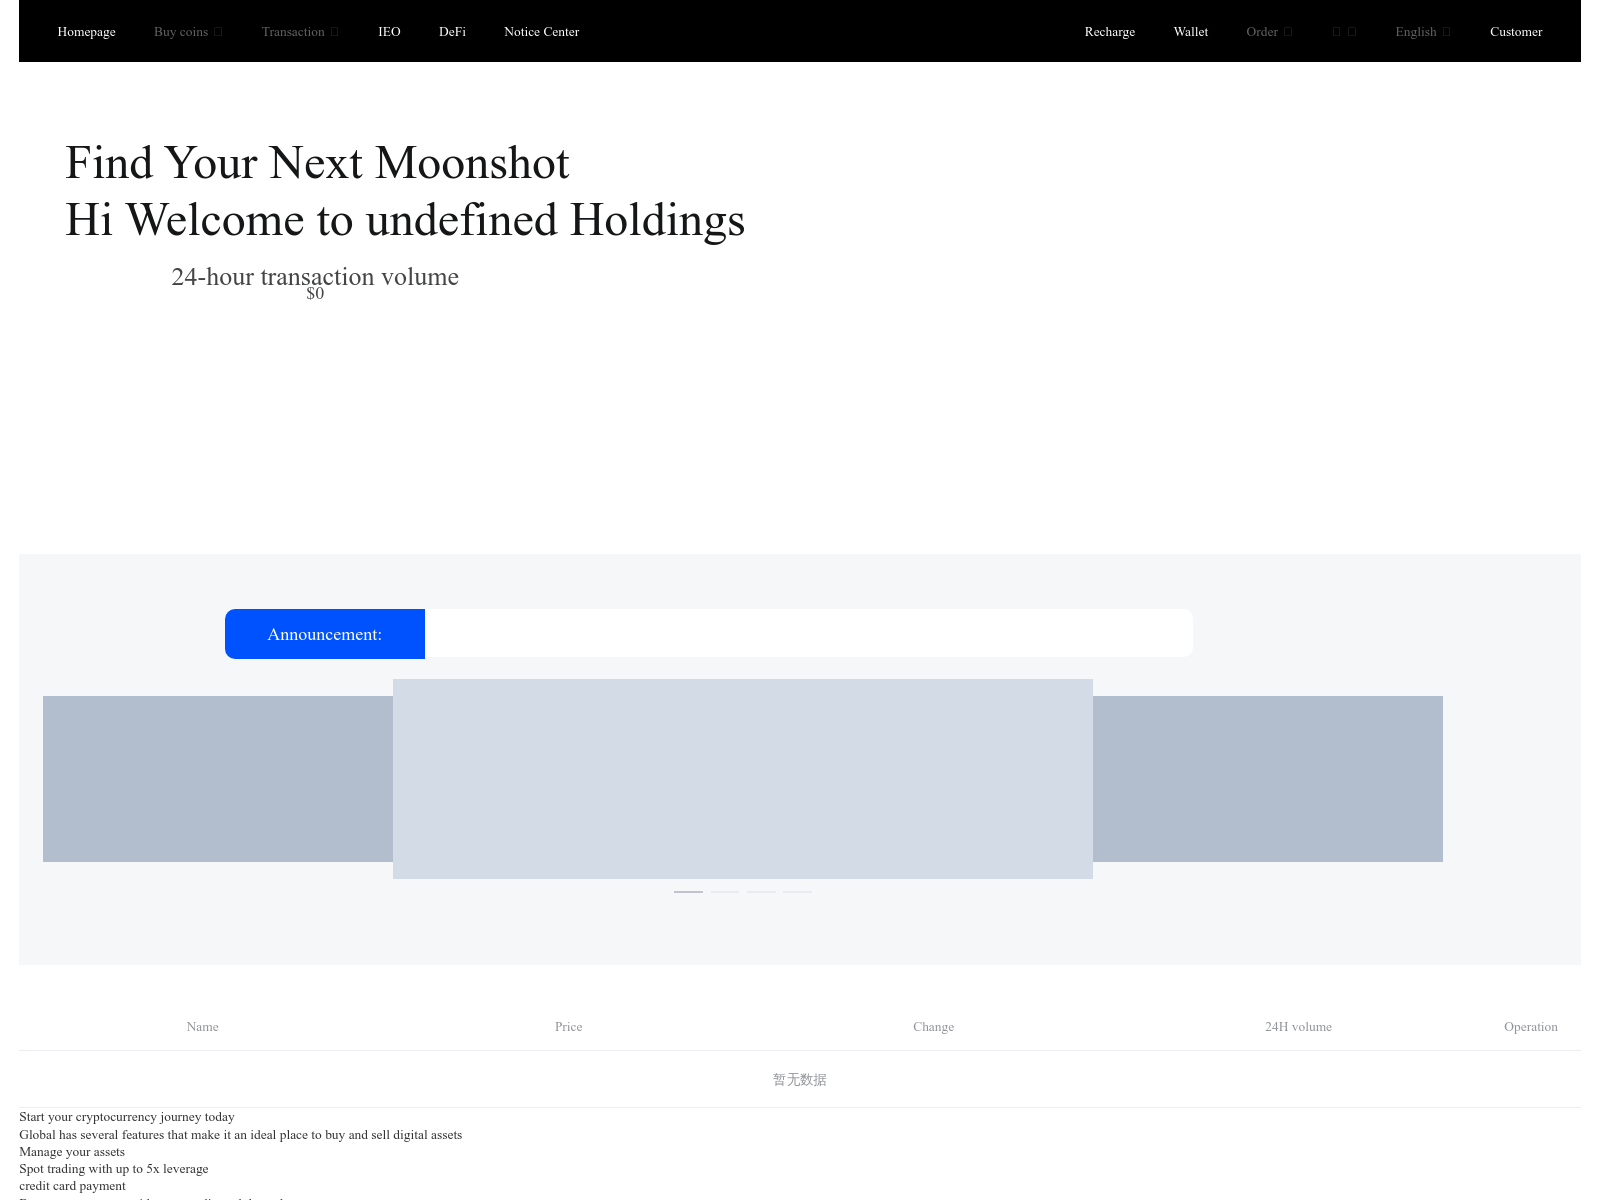 Homepage Buy coins Transaction IEO DeFi Notice Center Recharge Wallet Order English Customer
Find Your Next Moonshot
Hi Welcome to undefined Holdings
24-hour transaction volume
$0
Announcement:
Name Price Change 24H volume Operation
暂无数据
Start your cryptocurrency journey today
Global has several features that make it an ideal place to buy and sell digital assets
Manage your assets
Spot trading with up to 5x leverage
credit card payment